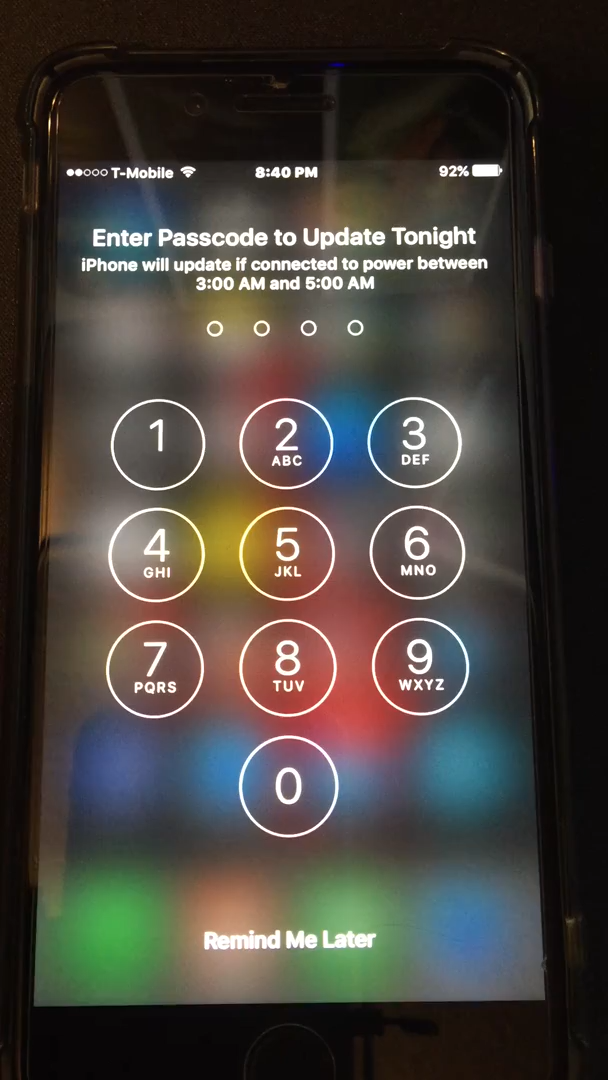 T-Mobile 8:40 PM 92%
Enter Passcode to Update Tonight
iPhone will update if connected to power between
3:00 AM and 5:00 AM
1 2 3
ABC DEF
4 5 6
GHI JKL MNO
7 8 9
PQRS TUV WXYZ
0
Remind Me Later